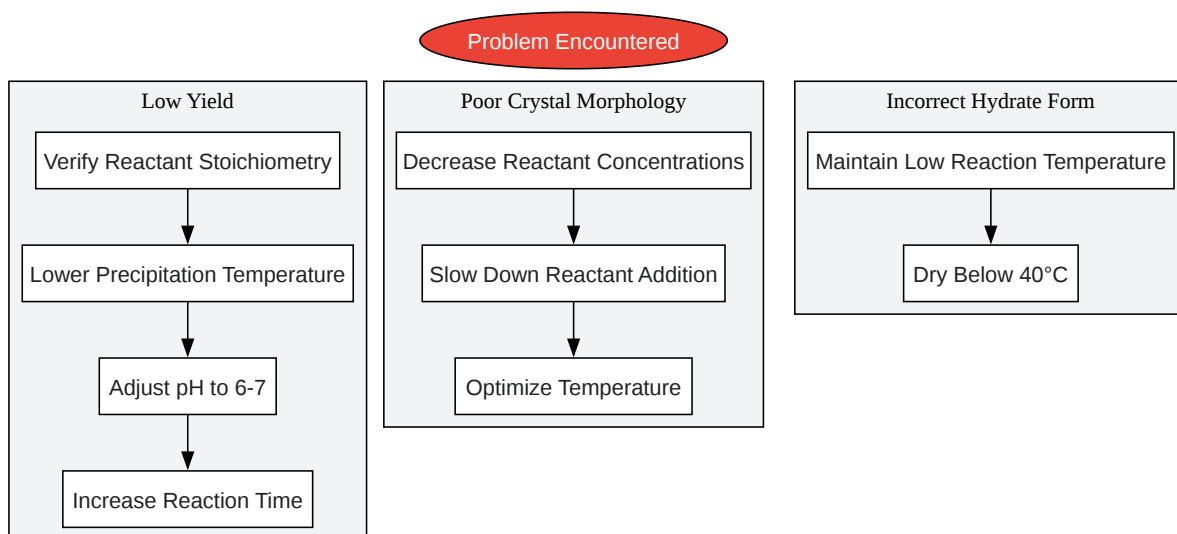 Problem Encountered
Low Yield
Verify Reactant Stoichiometry
Lower Precipitation Temperature
Adjust pH to 6-7
Increase Reaction Time
Poor Crystal Morphology
Decrease Reactant Concentrations
Slow Down Reactant Addition
Optimize Temperature
Incorrect Hydrate Form
Maintain Low Reaction Temperature
Dry Below 40°C